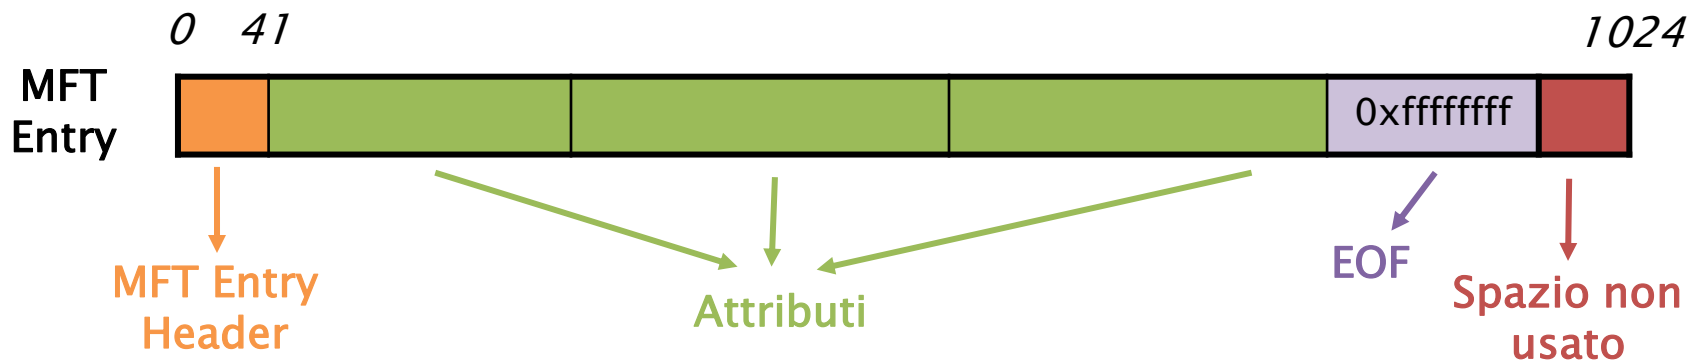 0 41 1024
MFT
Entry
0xffffffff
MFT Entry
Header
Attributi
EOF
Spazio non
usato